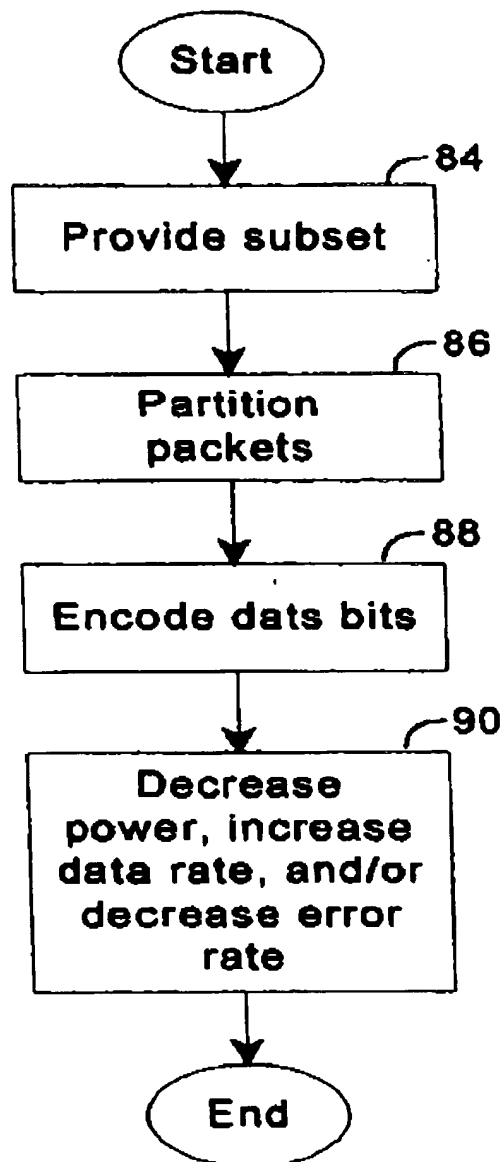 Start
84
Provide subset
86
Partition
packets
88
Encode dats bits
90
Decrease
power, increase
data rate, and/or
decrease error
rate
End